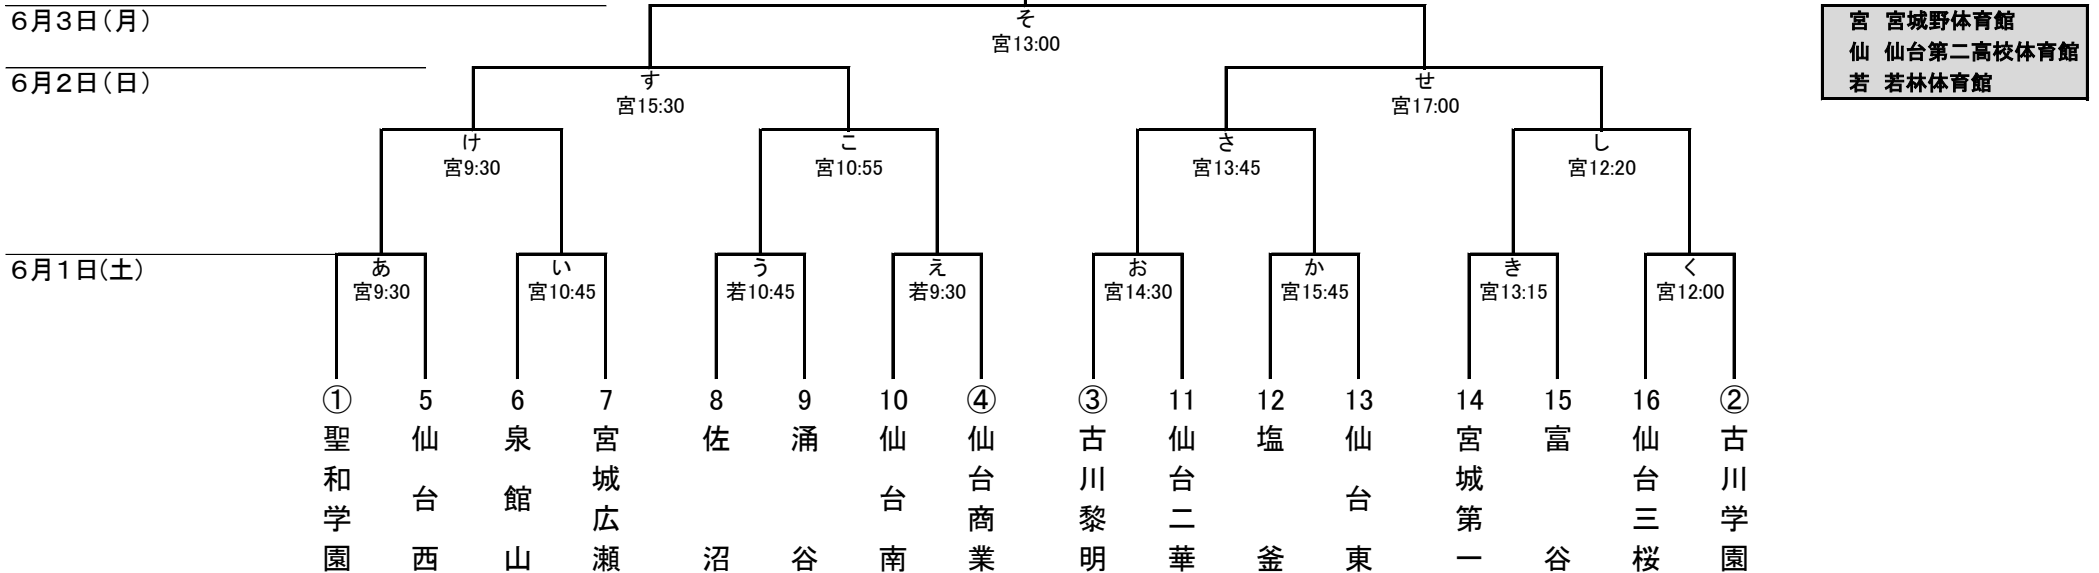 6月3日(月)
そ
宮13:00
宮 宮城野体育館
仙 仙台第二高校体育館
若 若林体育館
6月2日(日)
す
宮15:30
せ
宮17:00
け
宮9:30
こ
宮10:55
さ
宮13:45
し
宮12:20
6月1日(土)
あ
宮9:30
い
宮10:45
う
若10:45
え
若9:30
お
宮14:30
か
宮15:45
き
宮13:15
く
宮12:00
① 聖和学園
5 仙台西
6 泉館山
7 宮城広瀬
8 佐沼
9 涌谷
10 仙台南
④ 仙台商業
③ 古川黎明
11 仙台二華
12 塩釜
13 仙台東
14 宮城第一
15 富谷
16 仙台三桜
② 古川学園